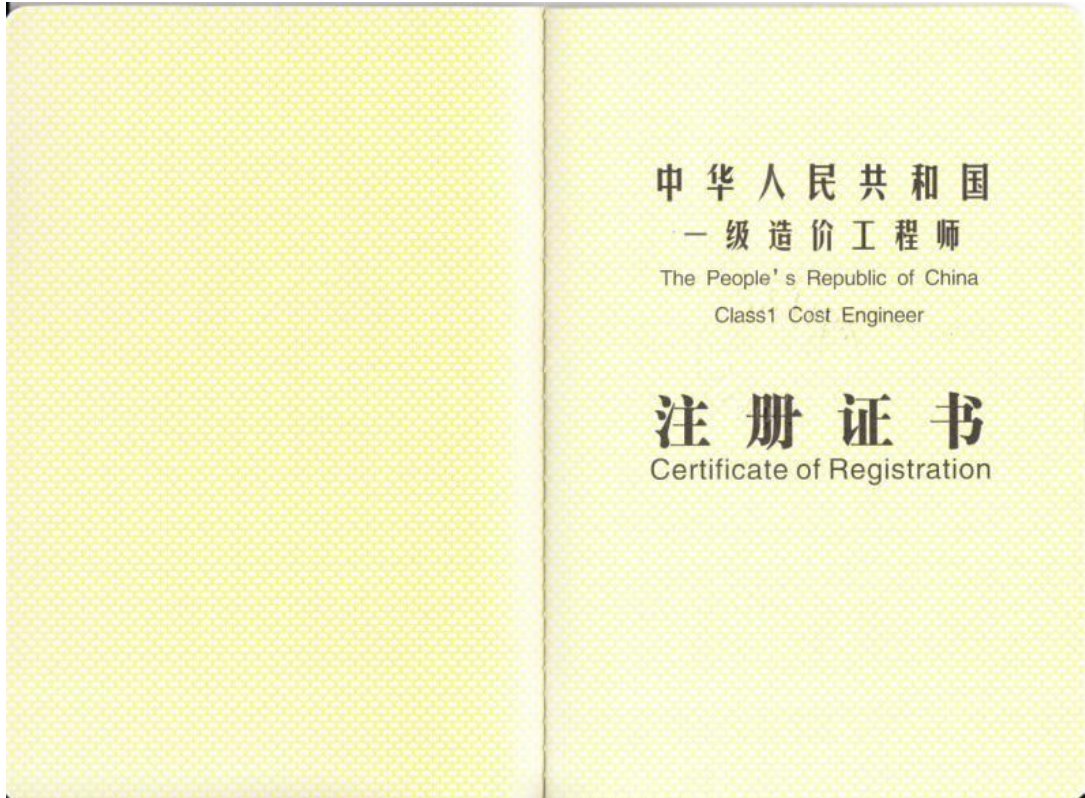 中华人民共和国
一级造价工程师
The People's Republic of China
Class1 Cost Engineer
注册证书
Certificate of Registration